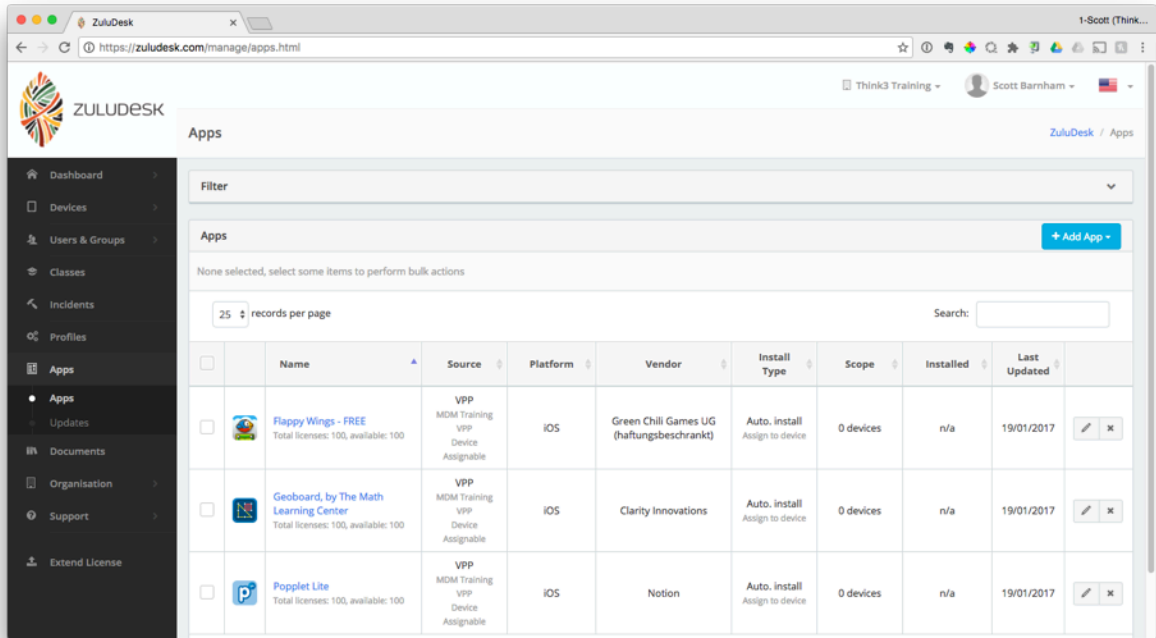 ZuluDesk
1-Scott (Think...
https://zuludesk.com/manage/apps.html
ZULUDESK
Think3 Training
Scott Barnham
Apps
ZuluDesk / Apps
Dashboard
Devices
Users & Groups
Classes
Incidents
Profiles
Apps
Apps
Updates
Documents
Organisation
Support
Extend License
Filter
Apps
+ Add App
None selected, select some items to perform bulk actions
25 records per page
Search:
Name
Source
Platform
Vendor
Install
Type
Scope
Installed
Last
Updated
Flappy Wings - FREE
Total licenses: 100, available: 100
VPP
MDM Training
VPP
Device
Assignable
iOS
Green Chili Games UG
(haftungsbeschrankt)
Auto. install
Assign to device
0 devices
n/a
19/01/2017
Geoboard, by The Math
Learning Center
Total licenses: 100, available: 100
VPP
MDM Training
VPP
Device
Assignable
iOS
Clarity Innovations
Auto. install
Assign to device
0 devices
n/a
19/01/2017
Popplet Lite
Total licenses: 100, available: 100
VPP
MDM Training
VPP
Device
Assignable
iOS
Notion
Auto. install
Assign to device
0 devices
n/a
19/01/2017